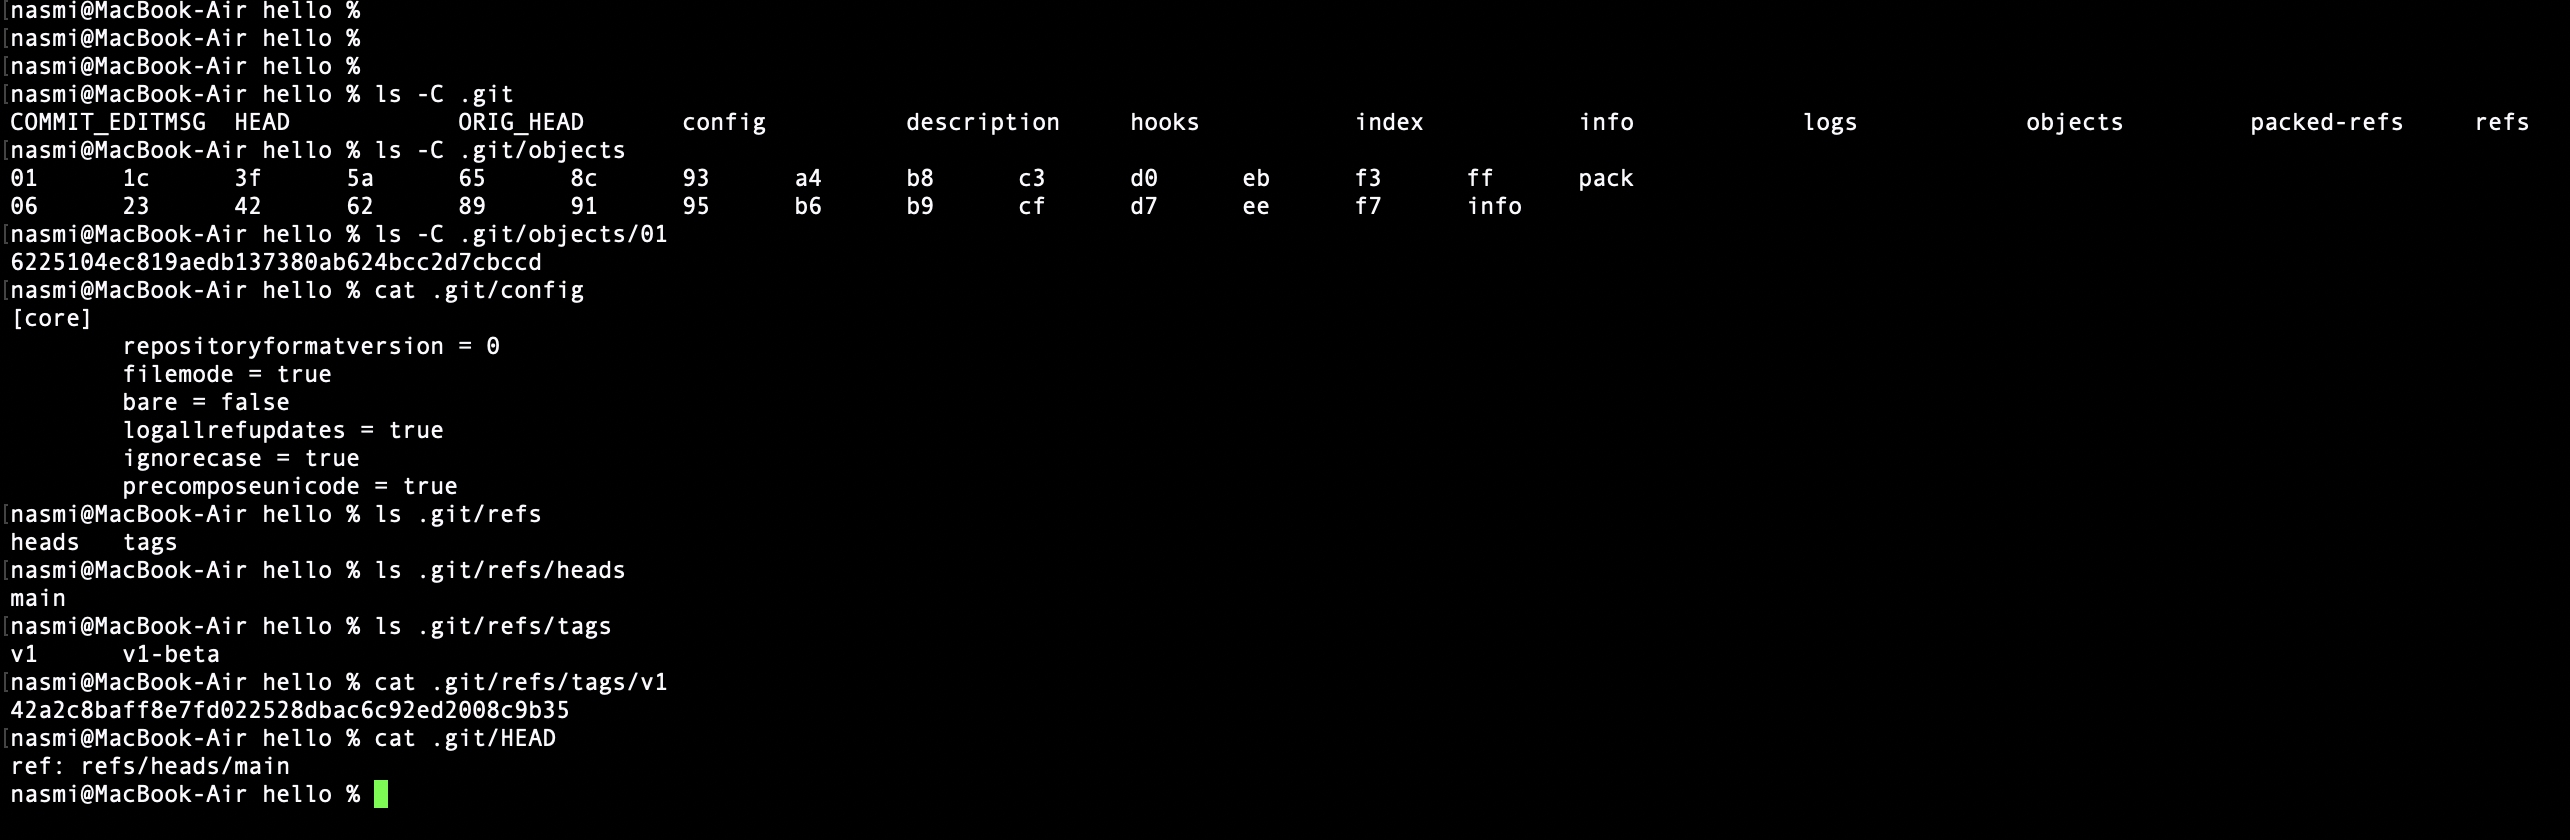 nasmi@MacBook-Air hello %
nasmi@MacBook-Air hello %
nasmi@MacBook-Air hello %
nasmi@MacBook-Air hello % ls -C .git
COMMIT_EDITMSG  HEAD            ORIG_HEAD       config          description     hooks           index           info            logs            objects         packed-refs     refs
nasmi@MacBook-Air hello % ls -C .git/objects
01      1c      3f      5a      65      8c      93      a4      b8      c3      d0      eb      f3      ff      pack
06      23      42      62      89      91      95      b6      b9      cf      d7      ee      f7      info
nasmi@MacBook-Air hello % ls -C .git/objects/01
6225104ec819aedb137380ab624bcc2d7cbccd
nasmi@MacBook-Air hello % cat .git/config
[core]
        repositoryformatversion = 0
        filemode = true
        bare = false
        logallrefupdates = true
        ignorecase = true
        precomposeunicode = true
nasmi@MacBook-Air hello % ls .git/refs
heads   tags
nasmi@MacBook-Air hello % ls .git/refs/heads
main
nasmi@MacBook-Air hello % ls .git/refs/tags
v1      v1-beta
nasmi@MacBook-Air hello % cat .git/refs/tags/v1
42a2c8baff8e7fd022528dbac6c92ed2008c9b35
nasmi@MacBook-Air hello % cat .git/HEAD
ref: refs/heads/main
nasmi@MacBook-Air hello %